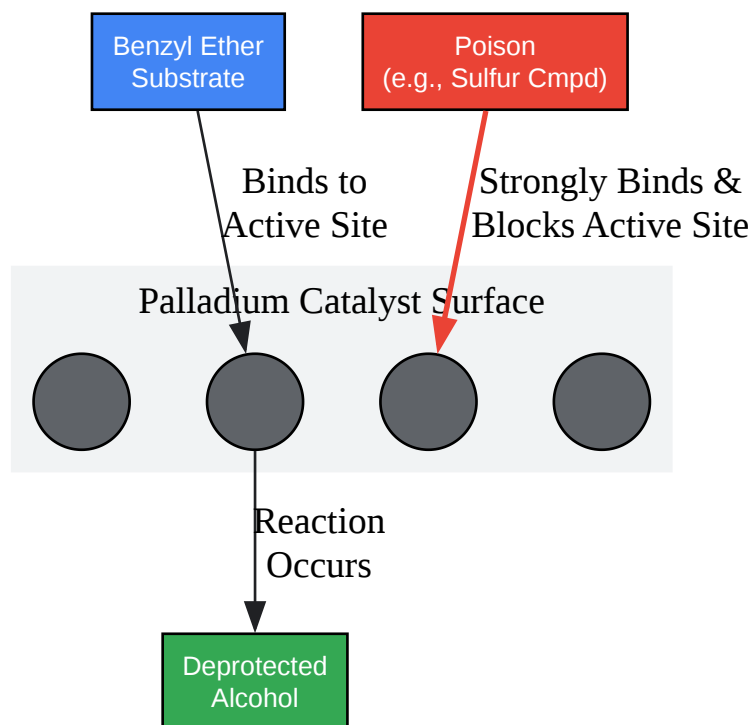 Benzyl Ether
Substrate
Poison
(e.g., Sulfur Cmpd)
Binds to
Active Site
Strongly Binds &
Blocks Active Site
Palladium Catalyst Surface
Reaction
Occurs
Deprotected
Alcohol